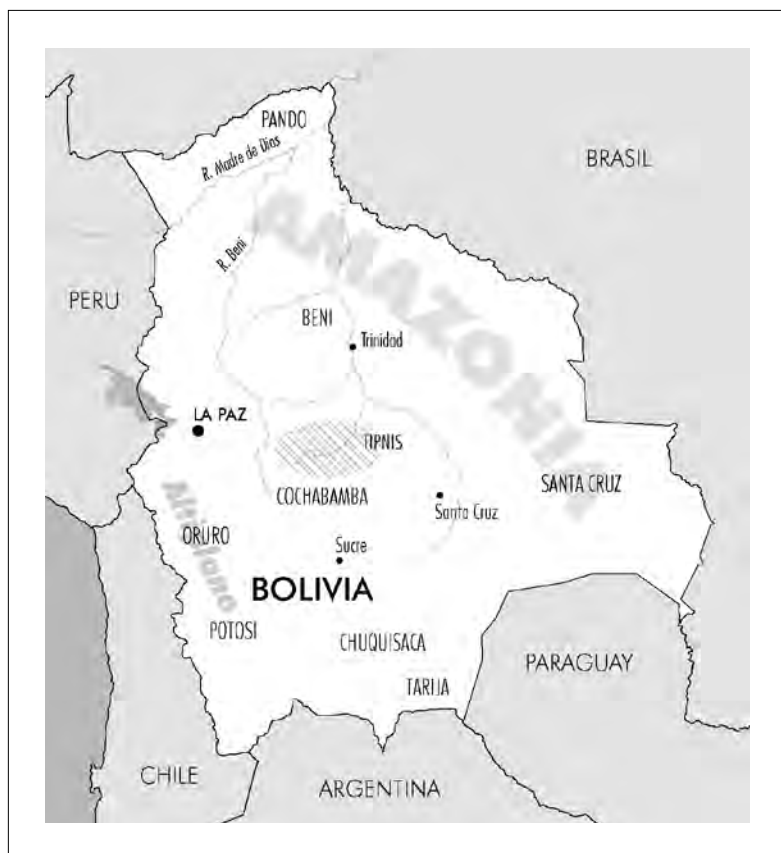 PANDO
R. Madre de Dios
BRASIL
AMAZONIA
R. Beni
PERU
BENI
Trinidad
LA PAZ
TIPNIS
SANTA CRUZ
COCHABAMBA
Santa Cruz
Altiplano
ORURO
Sucre
BOLIVIA
POTOSI
CHUQUISACA
PARAGUAY
TARIJA
CHILE
ARGENTINA